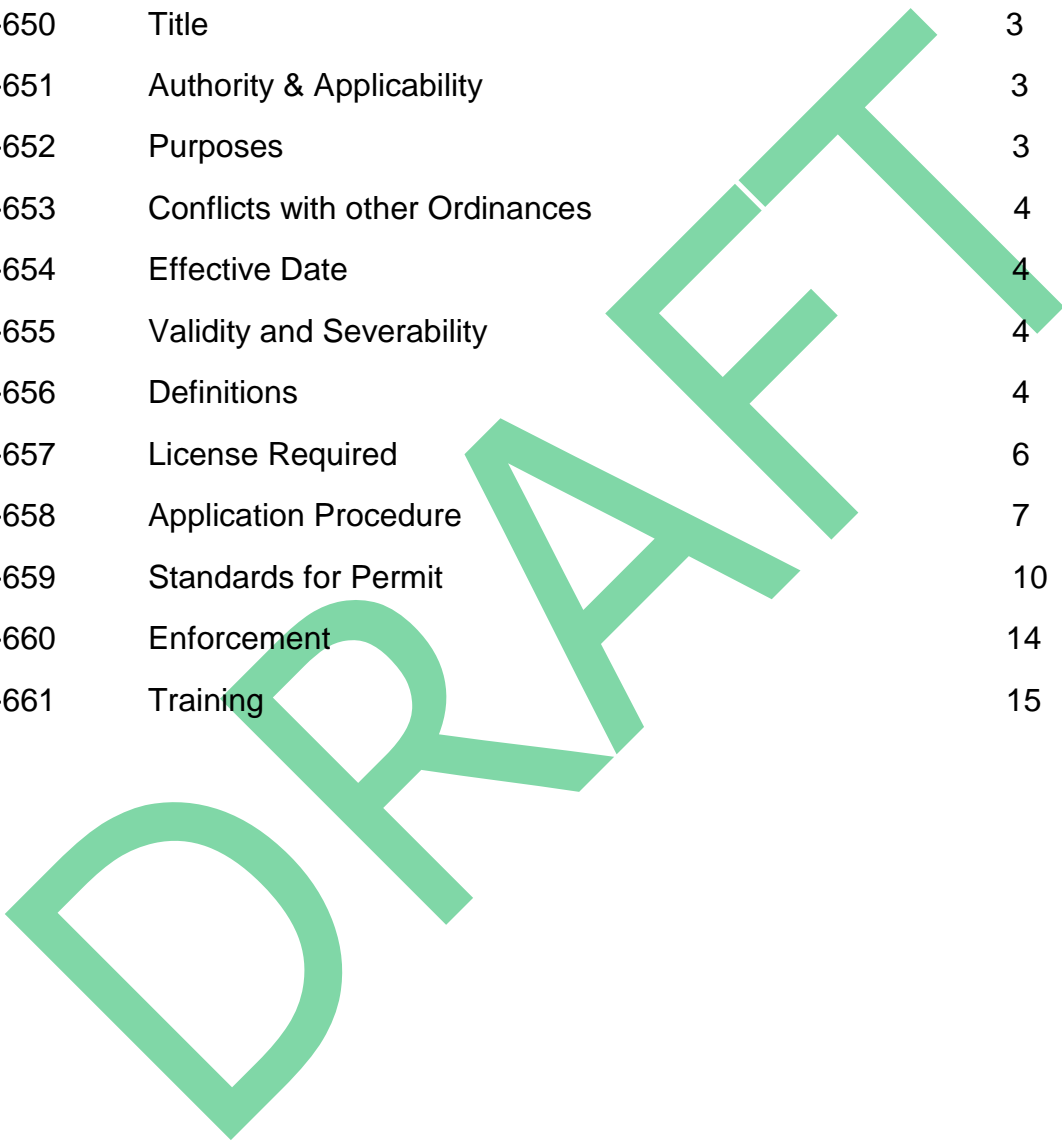 -650 Title 3
-651 Authority & Applicability 3
-652 Purposes 3
-653 Conflicts with other Ordinances 4
-654 Effective Date 4
-655 Validity and Severability 4
-656 Definitions 4
-657 License Required 6
-658 Application Procedure 7
-659 Standards for Permit 10
-660 Enforcement 14
-661 Training 15
DRAFT